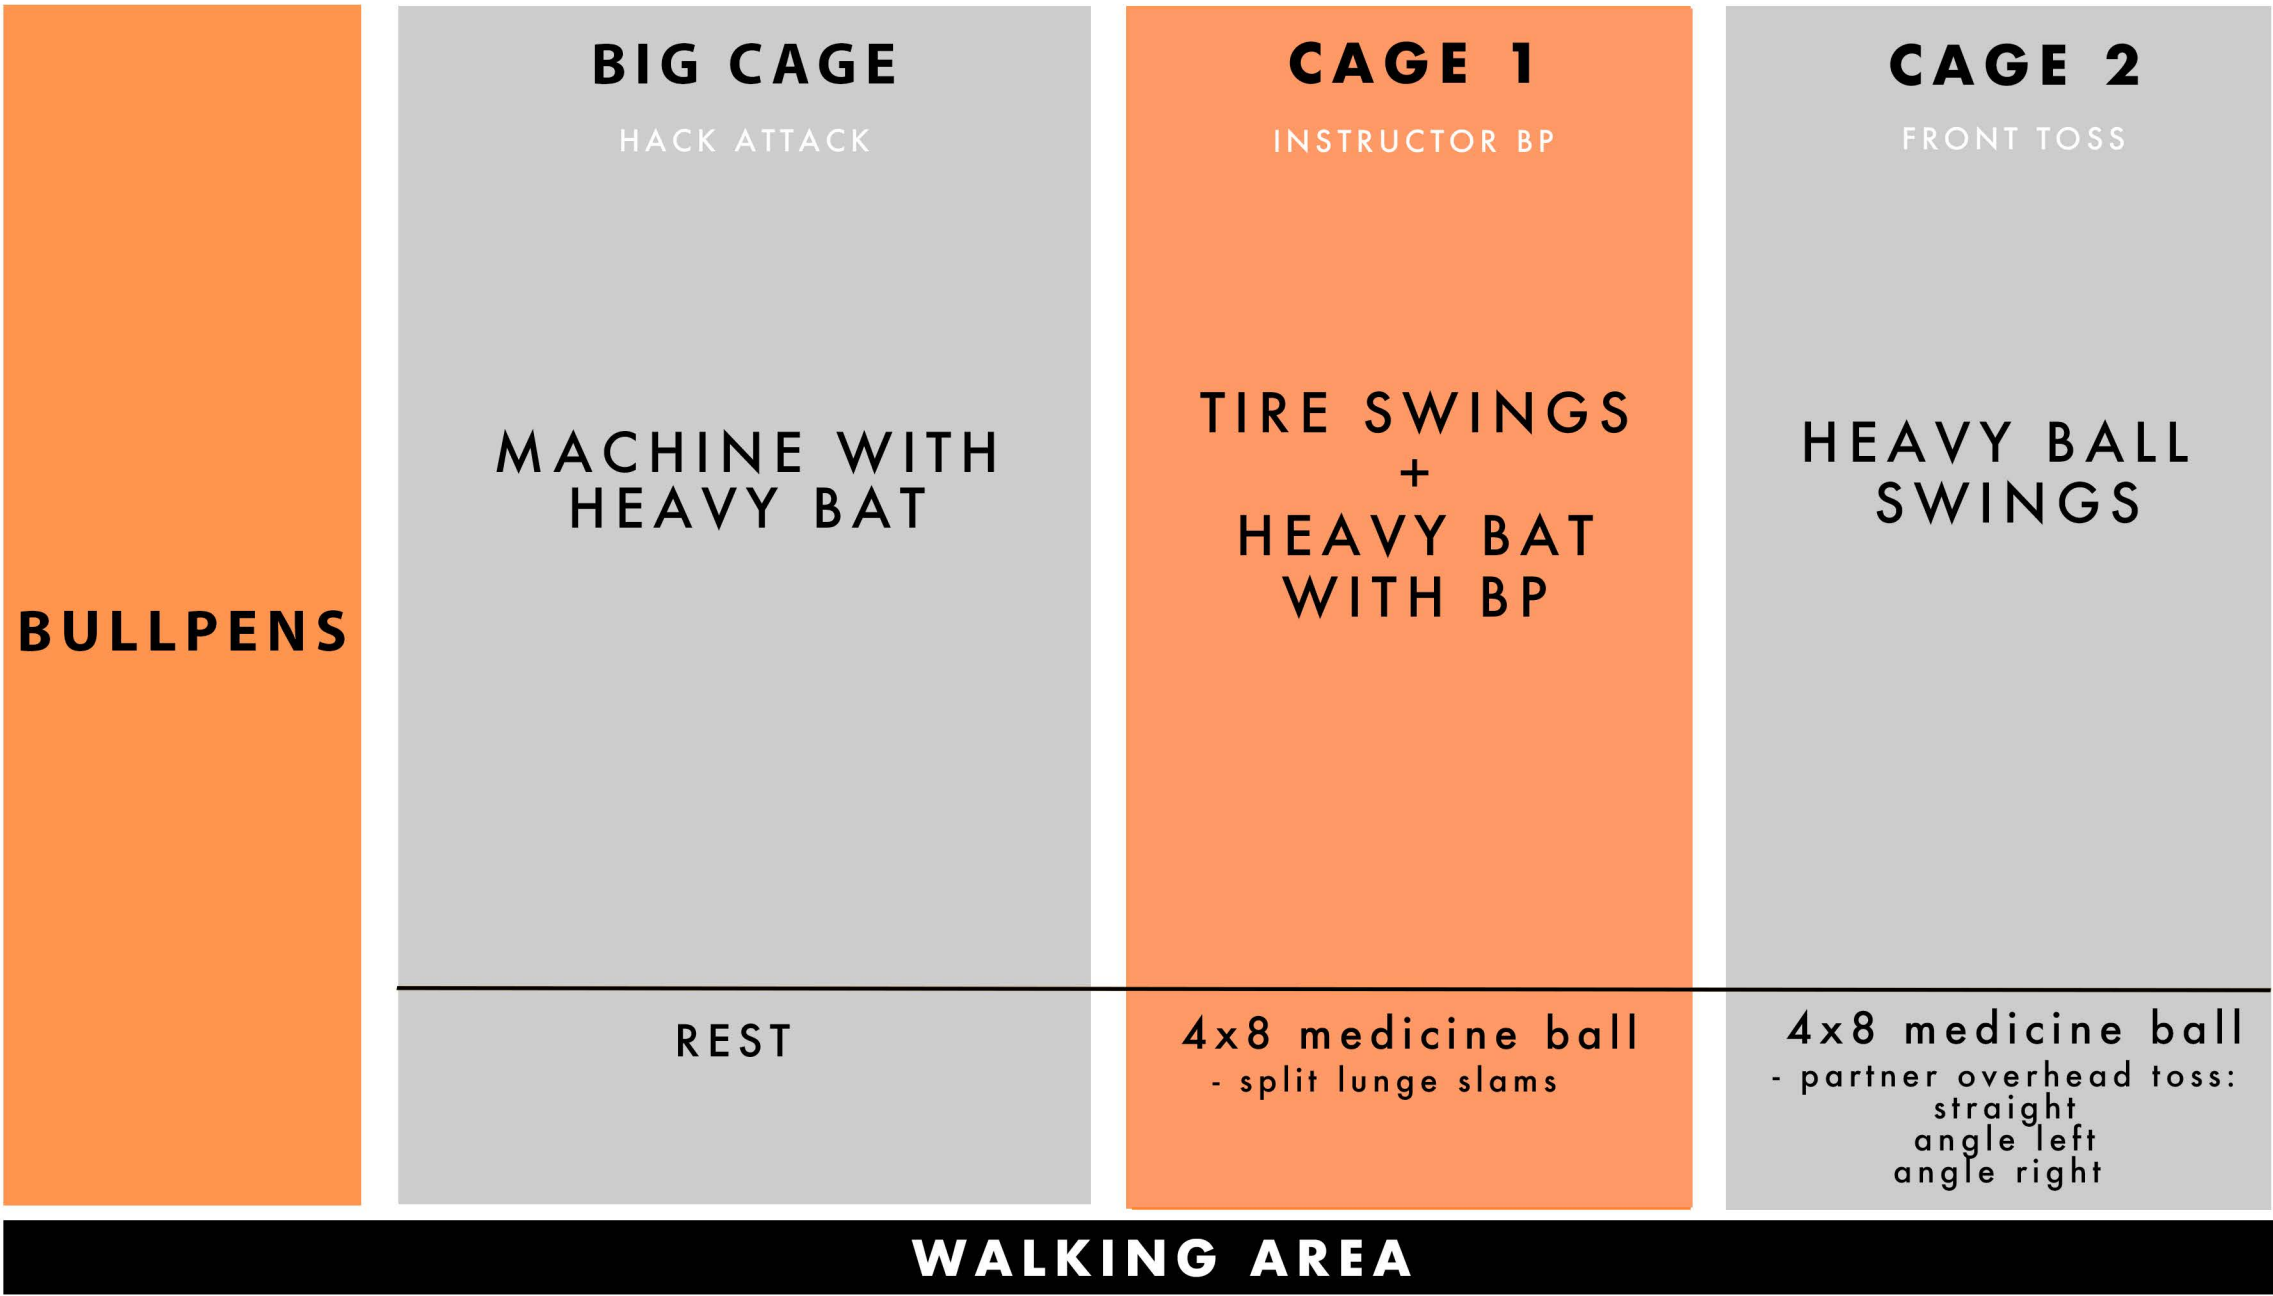 BULLPENS
BIG CAGE
HACK ATTACK
MACHINE WITH
HEAVY BAT
REST
CAGE 1
INSTRUCTOR BP
TIRE SWINGS
+
HEAVY BAT
WITH BP
4x8 medicine ball
- split lunge slams
CAGE 2
FRONT TOSS
HEAVY BALL
SWINGS
4x8 medicine ball
- partner overhead toss:
straight
angle left
angle right
WALKING AREA